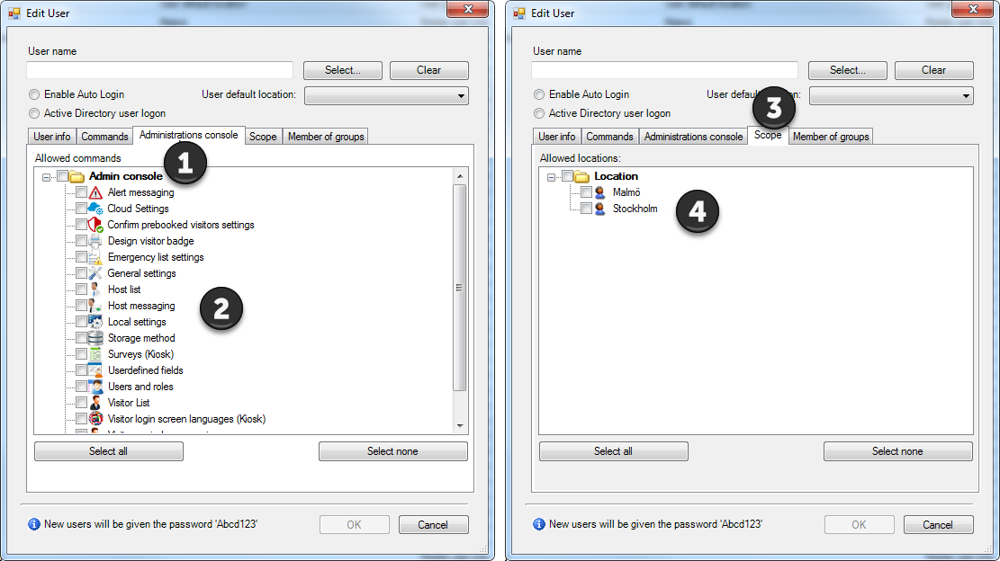 Edit User
User name
Select... Clear
Enable Auto Login User default location:
Active Directory user logon
User info Commands Administrations console Scope Member of groups
Allowed commands
1
Admin console
Alert messaging
Cloud Settings
Confirm prebooked visitors settings
Design visitor badge
Emergency list settings
General settings
Host list
Host messaging
2
Local settings
Storage method
Surveys (Kiosk)
Userdefined fields
Users and roles
Visitor List
Visitor login screen languages (Kiosk)
Select all Select none
New users will be given the password 'Abcd123'
OK Cancel
Edit User
User name
Select... Clear
Enable Auto Login User default :
3
Active Directory user logon
User info Commands Administrations console Scope Member of groups
Allowed locations:
Location
Malmö
Stockholm
4
Select all Select none
New users will be given the password 'Abcd123'
OK Cancel